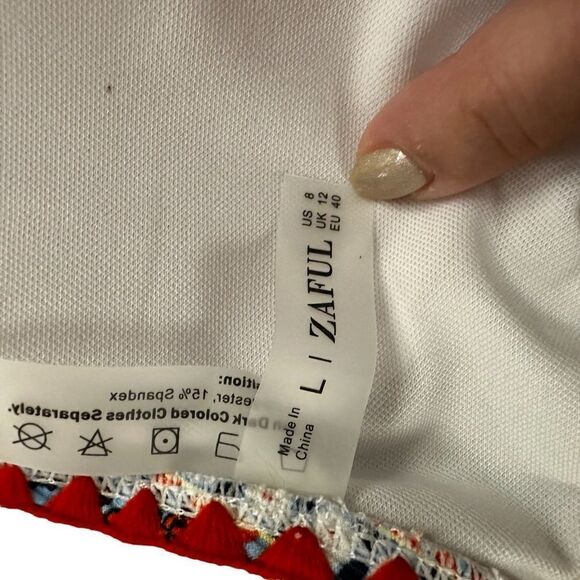 US 8
UK 12
EU 40
L | ZAFUL
Made In
China
ition:
ester, 15% Spandex
Dark Colored Clothes Separately.